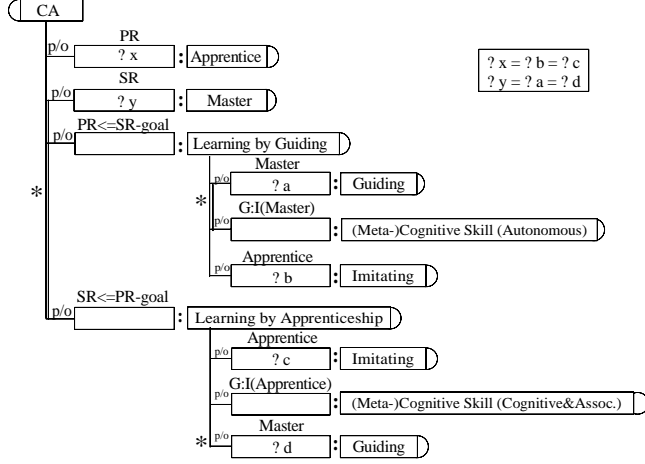 CA
PR
p/o ? x : Apprentice
SR
p/o ? y : Master
PR<=SR-goal
p/o : Learning by Guiding
Master
p/o ? a : Guiding
*
G:I(Master)
p/o : (Meta-)Cognitive Skill (Autonomous)
Apprentice
p/o ? b : Imitating
*
SR<=PR-goal
p/o : Learning by Apprenticeship
Apprentice
p/o ? c : Imitating
G:I(Apprentice)
p/o : (Meta-)Cognitive Skill (Cognitive&Assoc.)
Master
* p/o ? d : Guiding
? x = ? b = ? c
? y = ? a = ? d